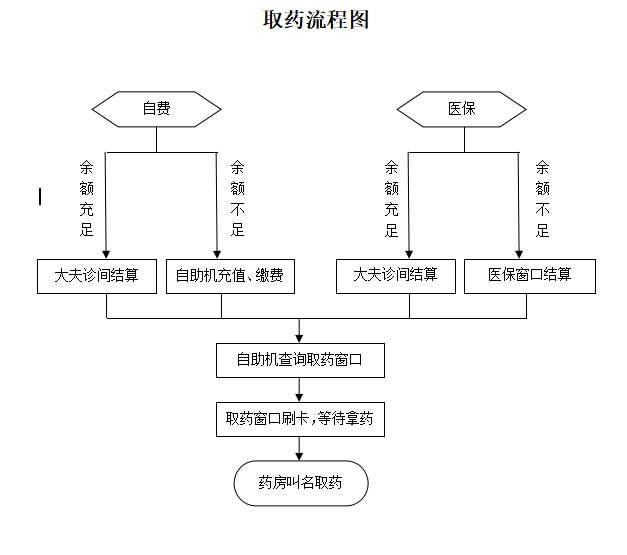 取药流程图
自费
医保
余额充足
余额不足
余额充足
余额不足
大夫诊间结算
自助机充值、缴费
大夫诊间结算
医保窗口结算
自助机查询取药窗口
取药窗口刷卡,等待拿药
药房叫名取药